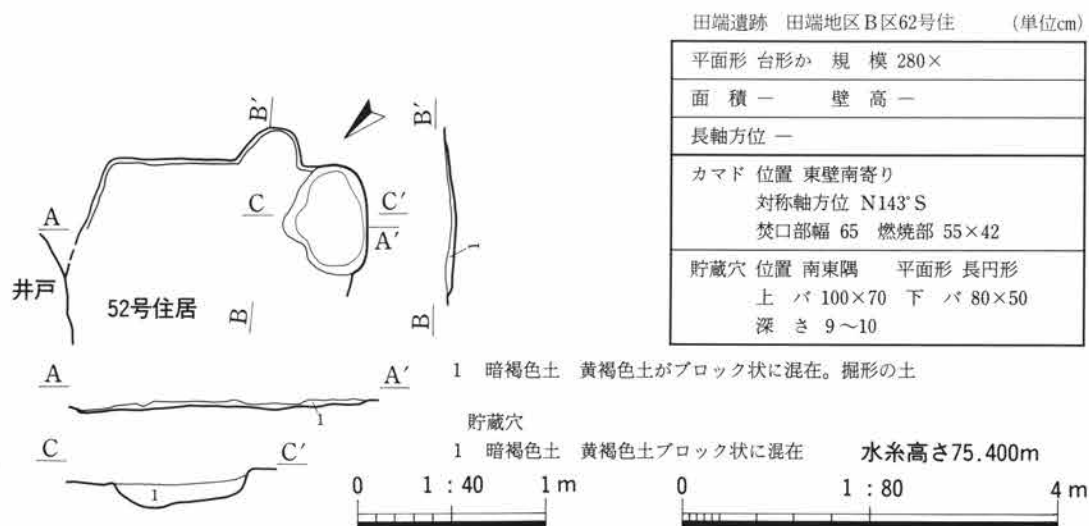 田端遺跡 田端地区B区62号住 (単位cm)
平面形 台形か 規 模 280×
面 積 ー 壁 高 ー
長軸方位 ー
カマド 位置 東壁南寄り
対称軸方位 N143°S
焚口部幅 65 燃焼部 55×42
貯蔵穴 位置 南東隅 平面形 長円形
上 バ 100×70 下 バ 80×50
深 さ 9〜10
B′
B′
A
C
C′
A′
1
井戸
52号住居
B
B
A
A′
1
C
C′
1
1 暗褐色土 黄褐色土がブロック状に混在。掘形の土
貯蔵穴
1 暗褐色土 黄褐色土ブロック状に混在
水糸高さ75.400m
0 1:40 1m
0 1:80 4m